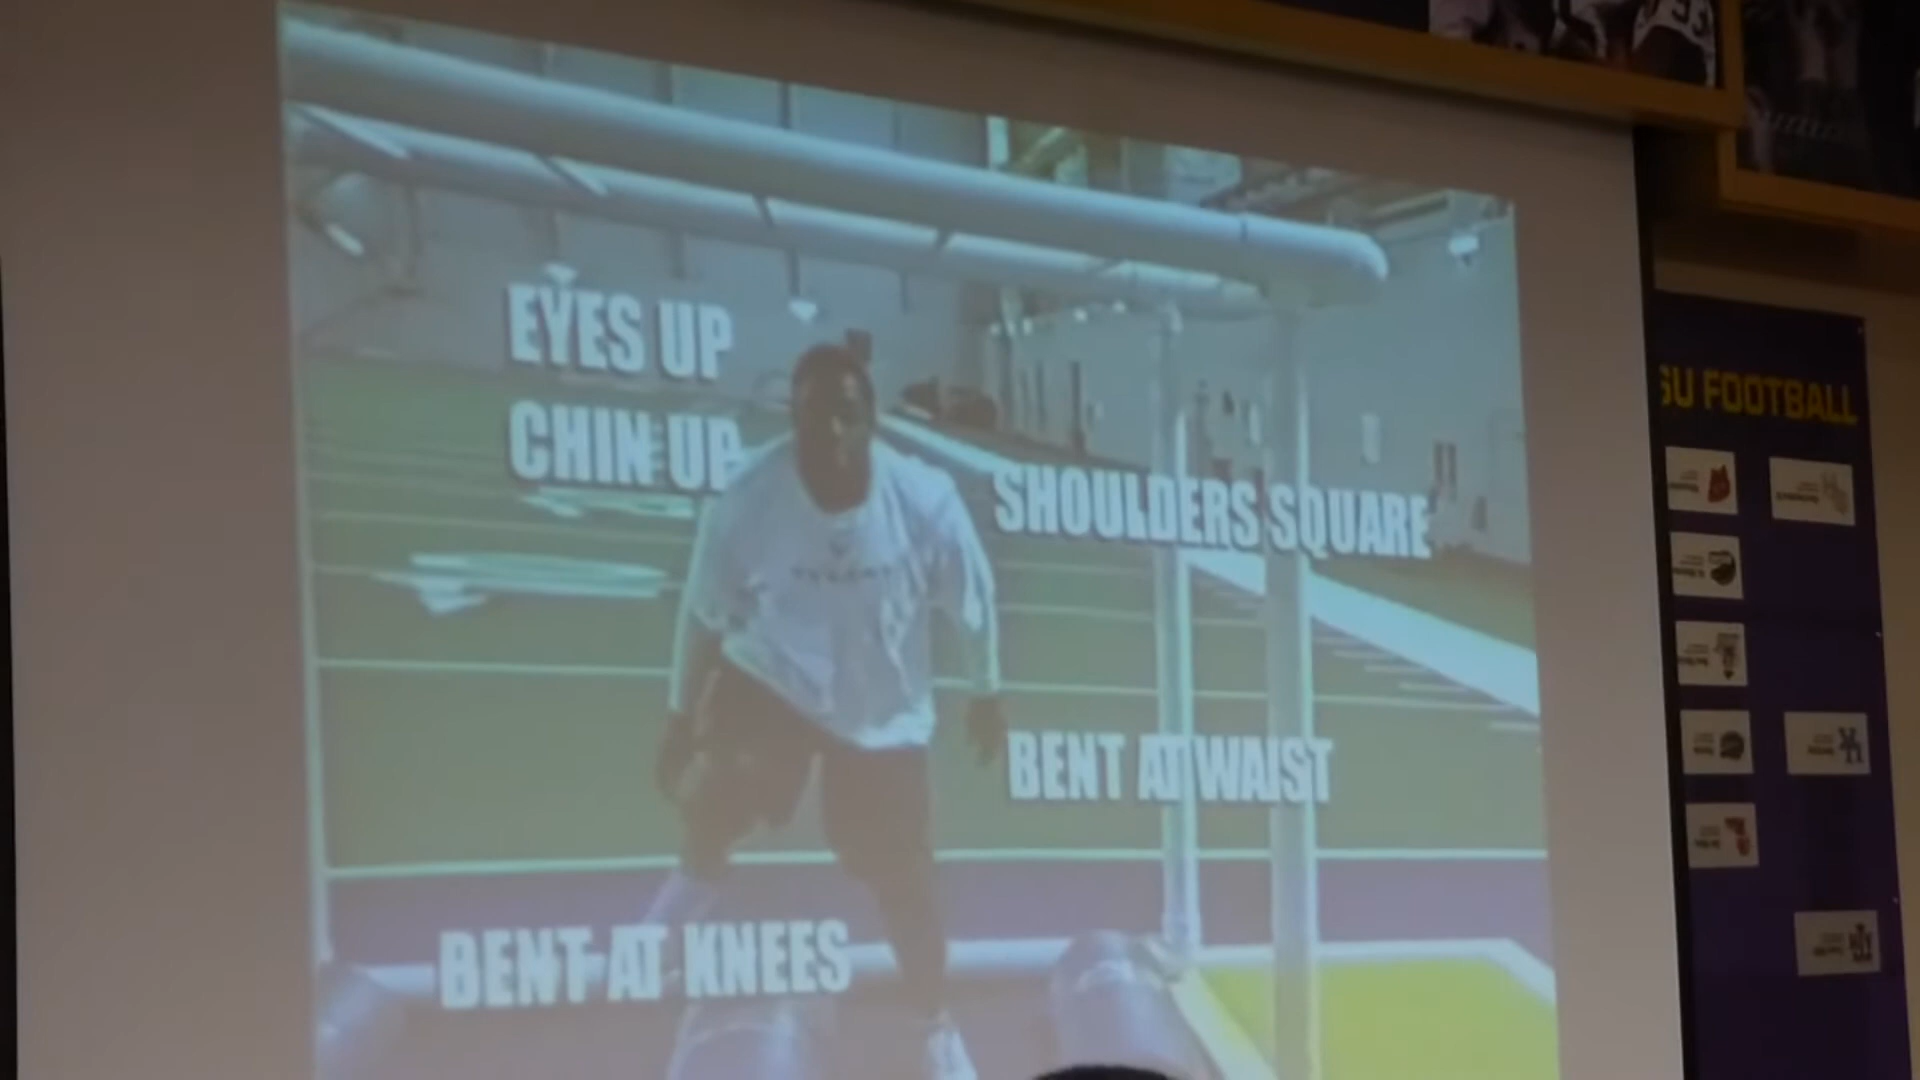 EYES UP
CHIN UP
SHOULDERS SQUARE
BENT AT WAIST
BENT AT KNEES
SU FOOTBALL